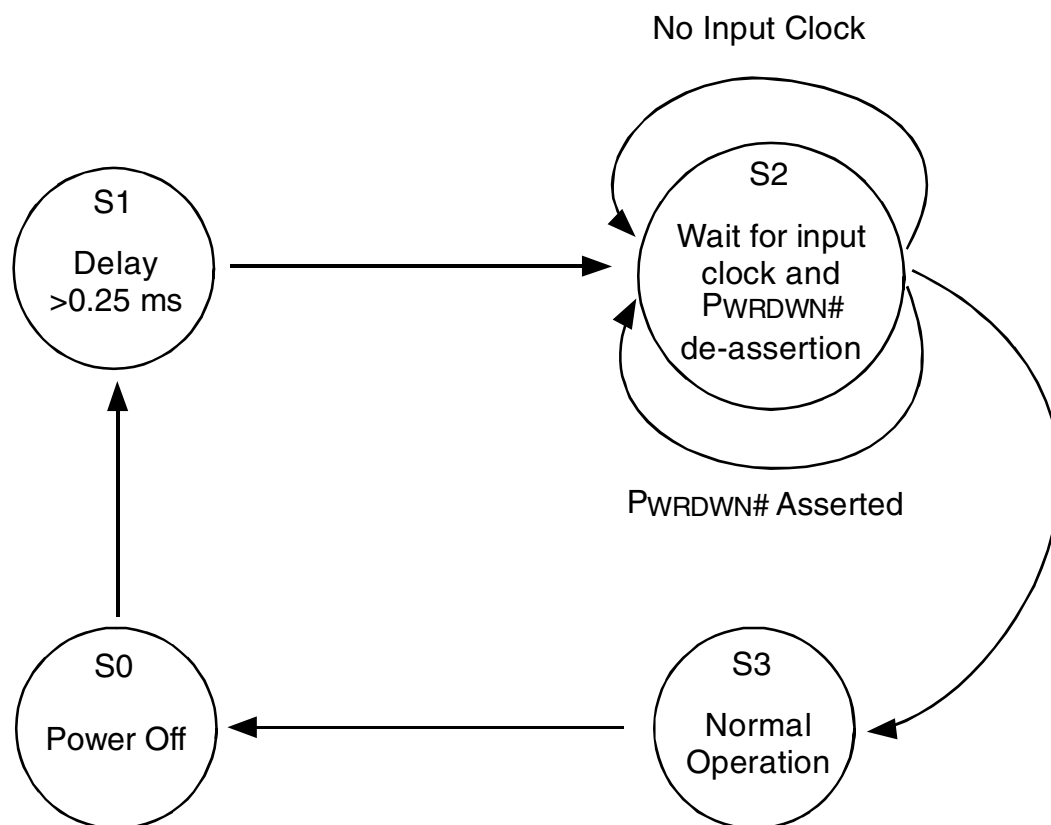 No Input Clock
S1
Delay
>0.25 ms
S2
Wait for input
clock and
PWRDWN#
de-assertion
PWRDWN# Asserted
S0
Power Off
S3
Normal
Operation